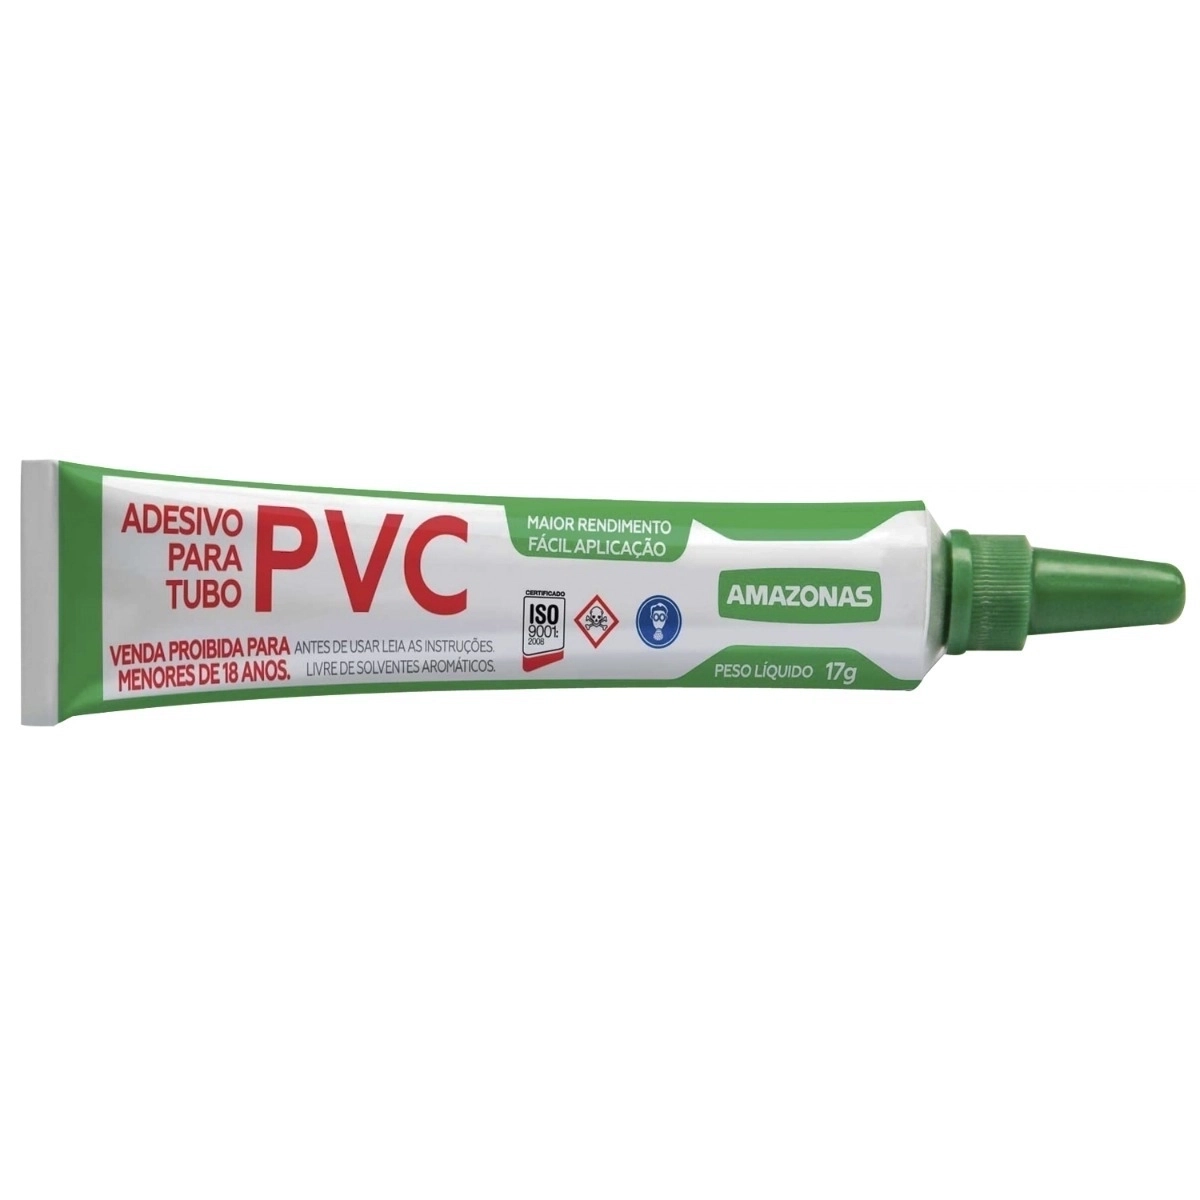 ADESIVO
PARA
TUBO
PVC
VENDA PROIBIDA PARA
MENORES DE 18 ANOS.
ANTES DE USAR LEIA AS INSTRUÇÕES.
LIVRE DE SOLVENTES AROMÁTICOS.
MAIOR RENDIMENTO
FÁCIL APLICAÇÃO
CERTIFICADO
ISO
9001:
2008
AMAZONAS
PESO LÍQUIDO 17g